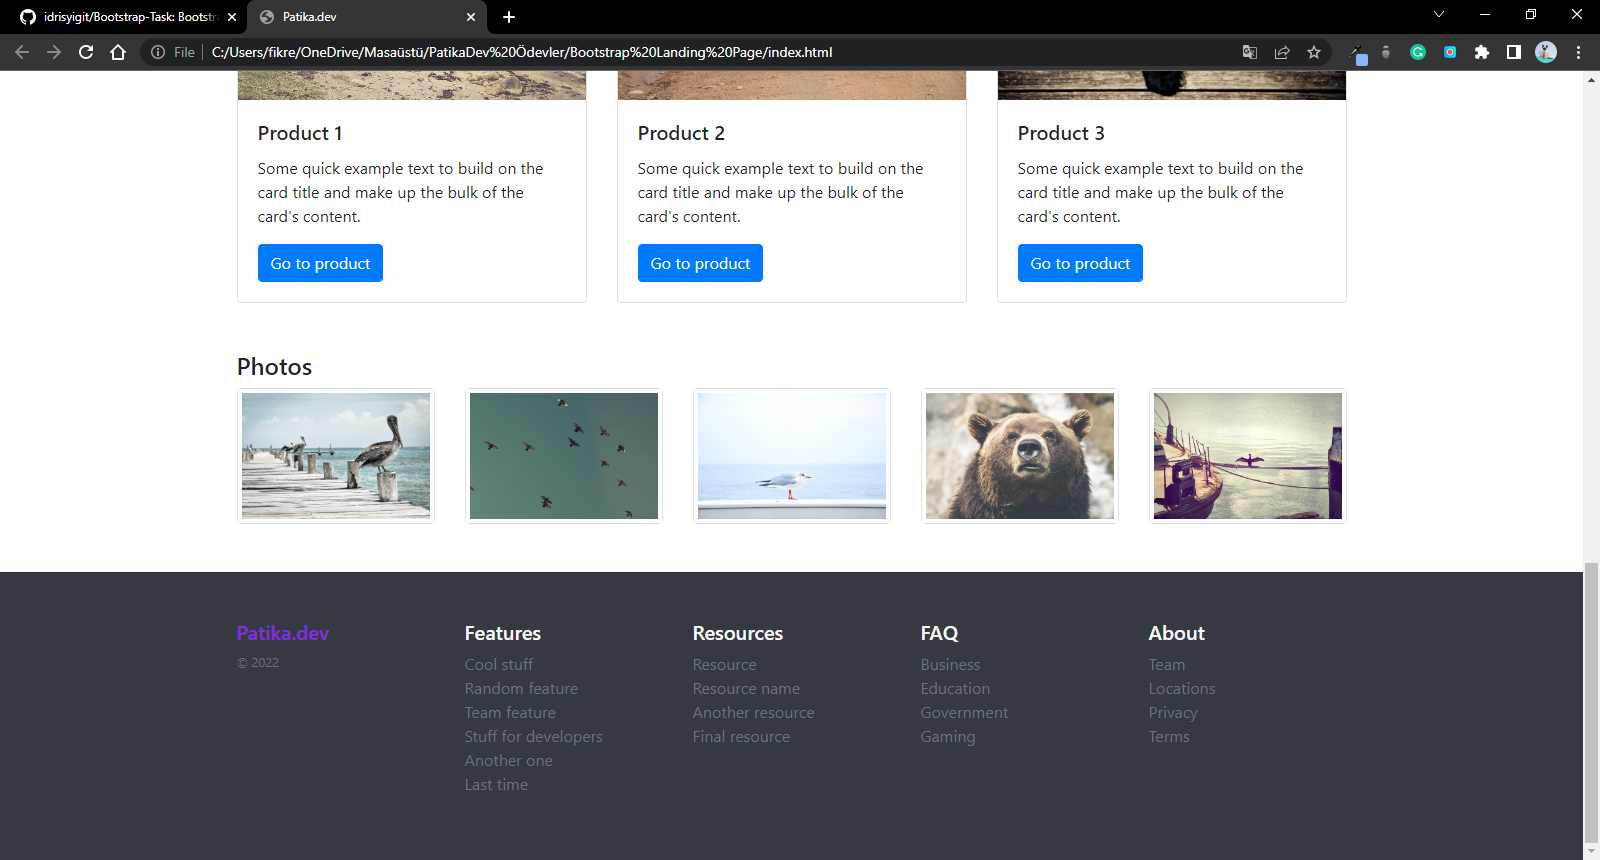 idrisyigit/Bootstrap-Task: Bootstra
Patika.dev
File
C:/Users/fikre/OneDrive/Masaüstü/PatikaDev%20Ödevler/Bootstrap%20Landing%20Page/index.html
Product 1
Some quick example text to build on the
card title and make up the bulk of the
card's content.
Go to product
Product 2
Some quick example text to build on the
card title and make up the bulk of the
card's content.
Go to product
Product 3
Some quick example text to build on the
card title and make up the bulk of the
card's content.
Go to product
Photos
Patika.dev
© 2022
Features
Cool stuff
Random feature
Team feature
Stuff for developers
Another one
Last time
Resources
Resource
Resource name
Another resource
Final resource
FAQ
Business
Education
Government
Gaming
About
Team
Locations
Privacy
Terms